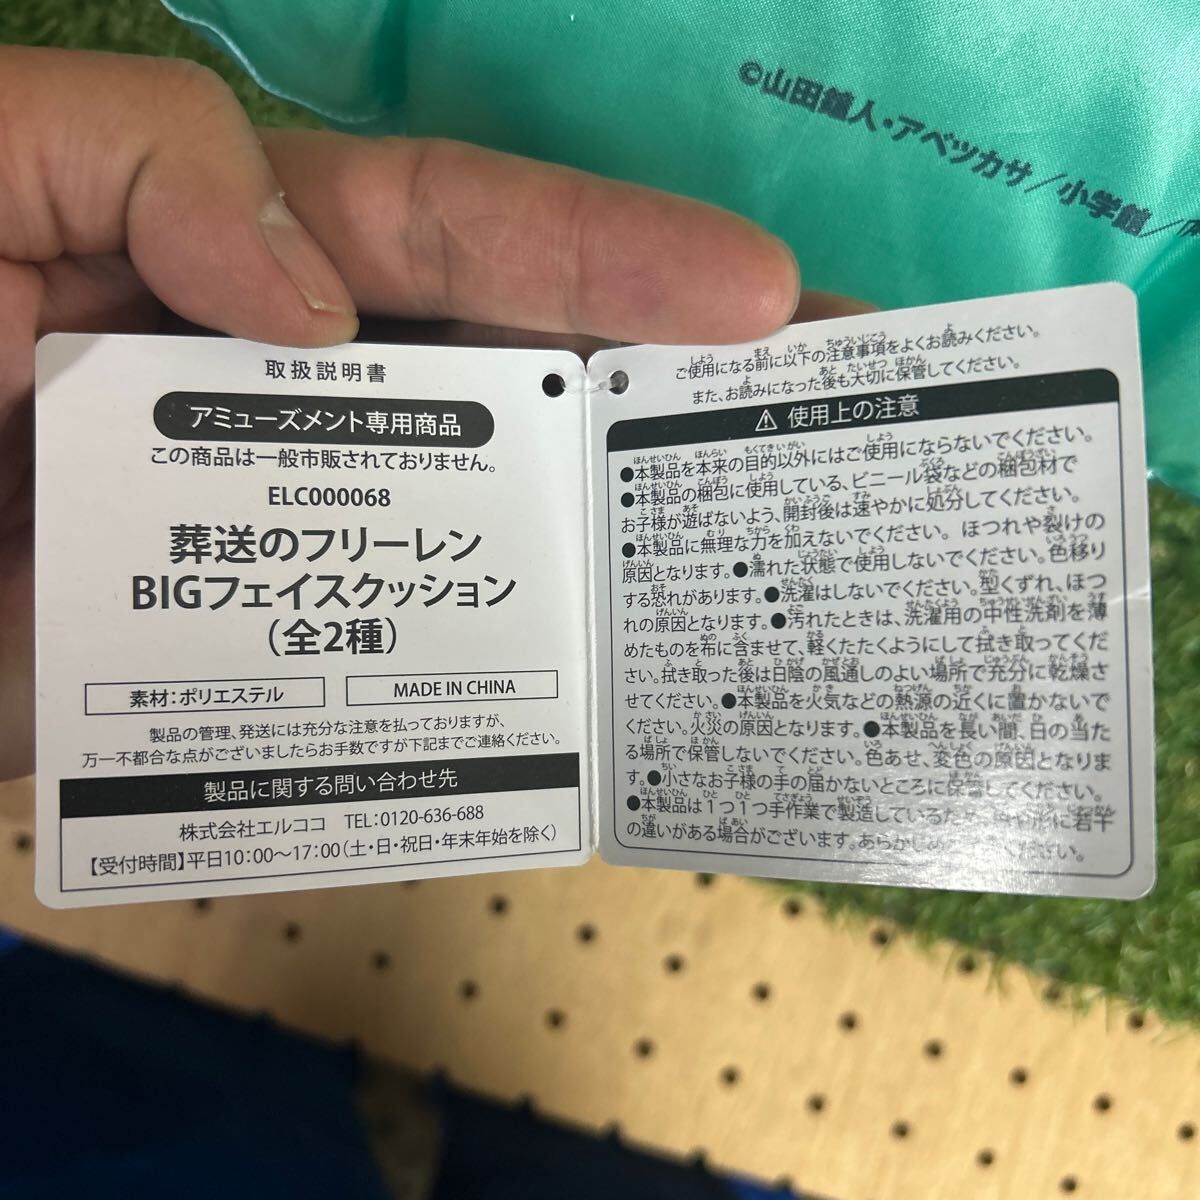 ©山田鐘人・アベツカサ／小学館／
取扱説明書
アミューズメント専用商品
この商品は一般市販されておりません。
ELC000068
葬送のフリーレン
BIGフェイスクッション
（全2種）
素材：ポリエステル
MADE IN CHINA
製品の管理、発送には充分な注意を払っておりますが、
万一不都合な点がございましたらお手数ですが下記までご連絡ください。
製品に関する問い合わせ先
株式会社エルココ TEL：0120-636-688
【受付時間】平日10：00～17：00（土・日・祝日・年末年始を除く）
ご使用になる前に以下の注意事項をよくお読みください。
また、お読みになった後も大切に保管してください。
⚠ 使用上の注意
●本製品を本来の目的以外にはご使用にならないでください。
●本製品の梱包に使用している、ビニール袋などの梱包材で
お子様が遊ばないよう、開封後は速やかに処分してください。
●本製品に無理な力を加えないでください。ほつれや裂けの
原因となります。●濡れた状態で使用しないでください。色移り
する恐れがあります。●洗濯はしないでください。型くずれ、ほつ
れの原因となります。●汚れたときは、洗濯用の中性洗剤を薄
めたものを布に含ませて、軽くたたくようにして拭き取ってくだ
さい。拭き取った後は日陰の風通しのよい場所で充分に乾燥さ
せてください。●本製品を火気などの熱源の近くに置かないで
ください。火災の原因となります。●本製品を長い間、日の当た
る場所で保管しないでください。色あせ、変色の原因となりま
す。●小さなお子様の手の届かないところに保管してください。
●本製品は1つ1つ手作業で製造しているため、色や形に若干
の違いがある場合がございます。あらかじめ ください。